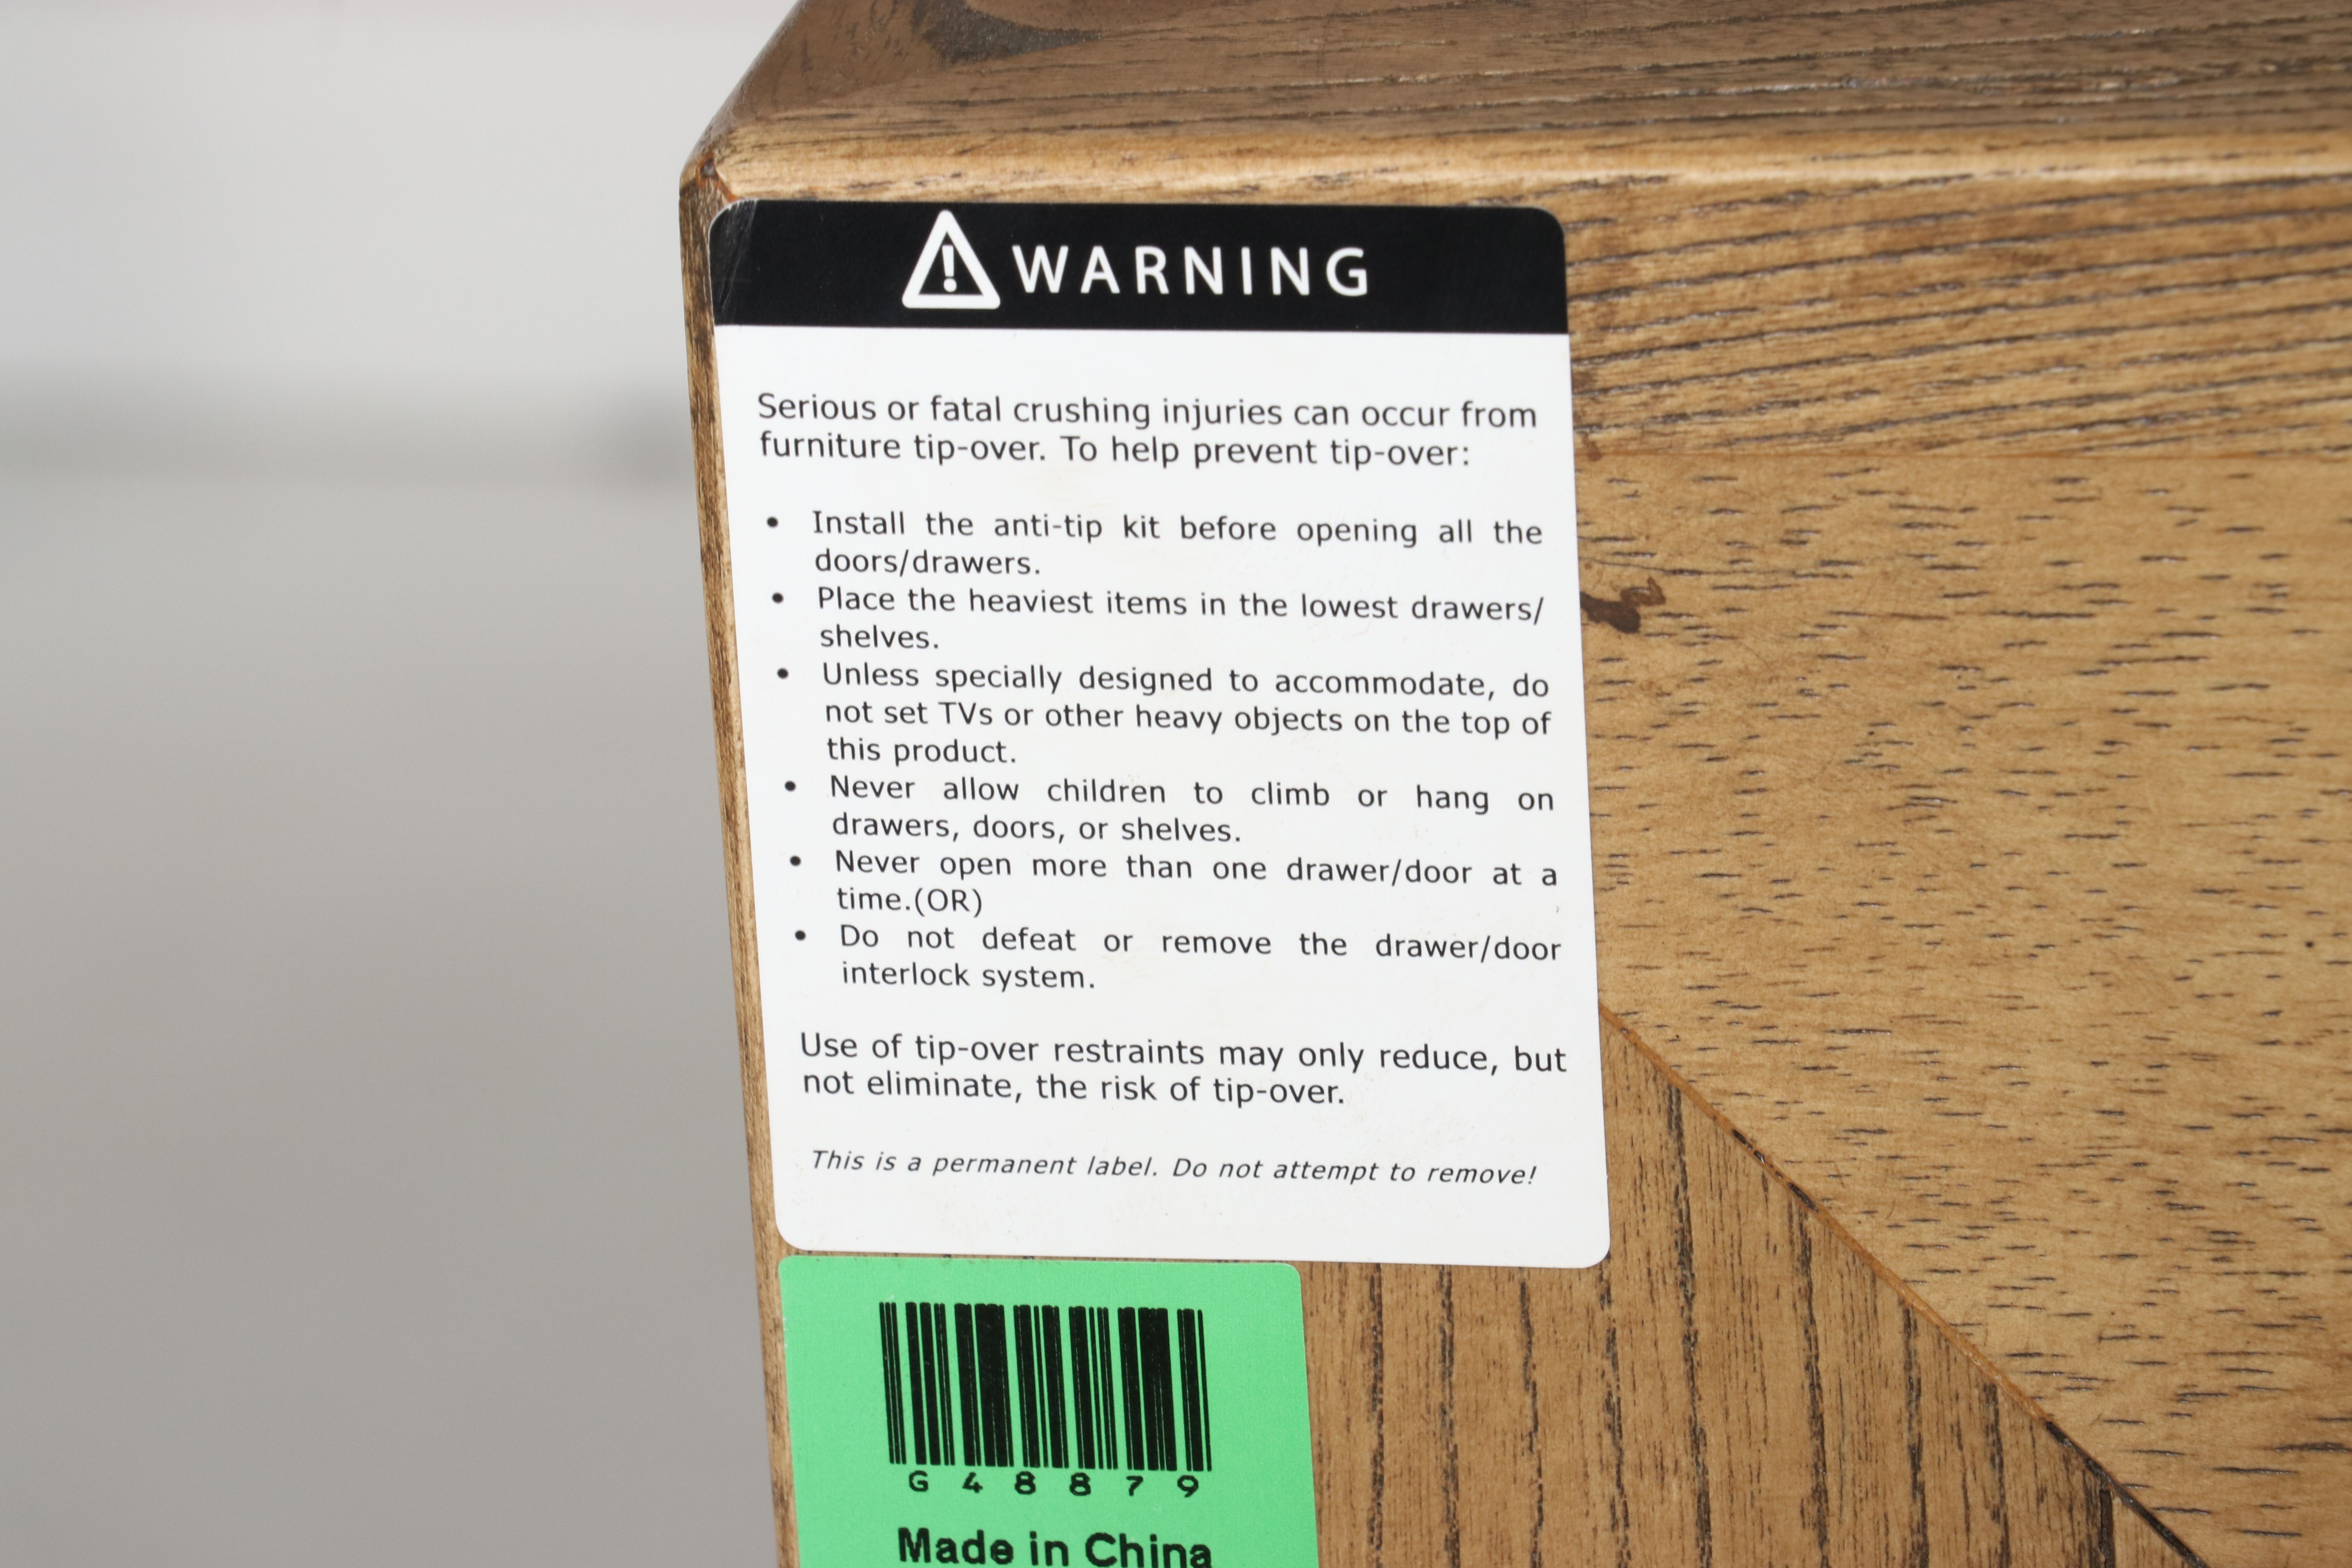 WARNING
Serious or fatal crushing injuries can occur from
furniture tip-over. To help prevent tip-over:
• Install the anti-tip kit before opening all the
doors/drawers.
• Place the heaviest items in the lowest drawers/
shelves.
• Unless specially designed to accommodate, do
not set TVs or other heavy objects on the top of
this product.
• Never allow children to climb or hang on
drawers, doors, or shelves.
• Never open more than one drawer/door at a
time.(OR)
• Do not defeat or remove the drawer/door
interlock system.
Use of tip-over restraints may only reduce, but
not eliminate, the risk of tip-over.
This is a permanent label. Do not attempt to remove!
G48879
Made in China